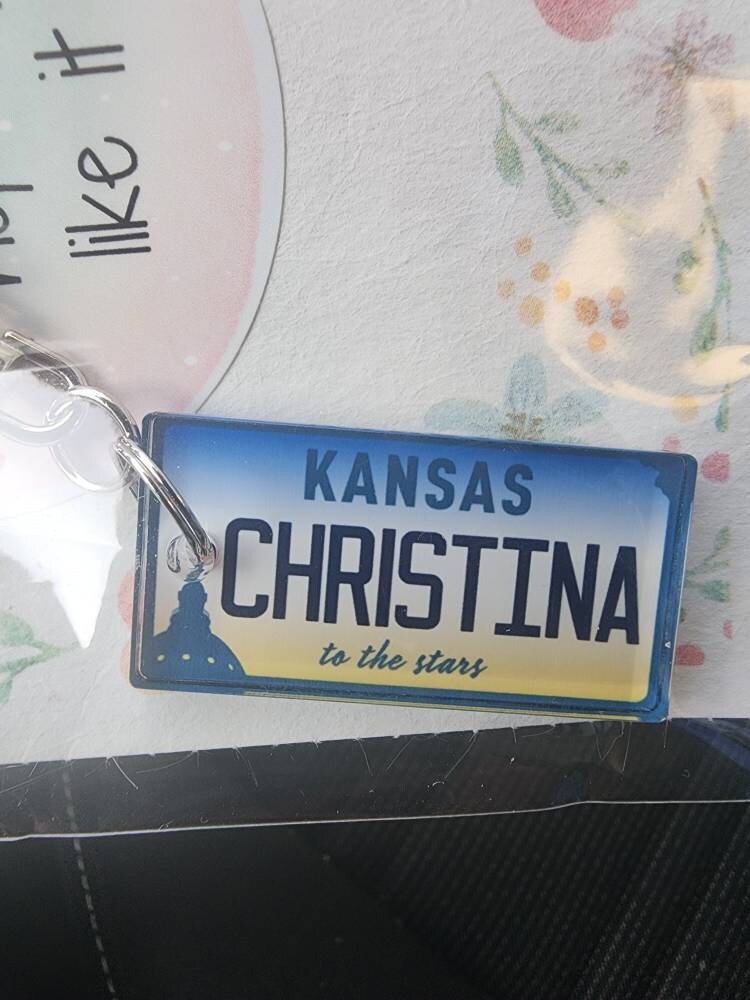 like it
KANSAS
CHRISTINA
to the stars